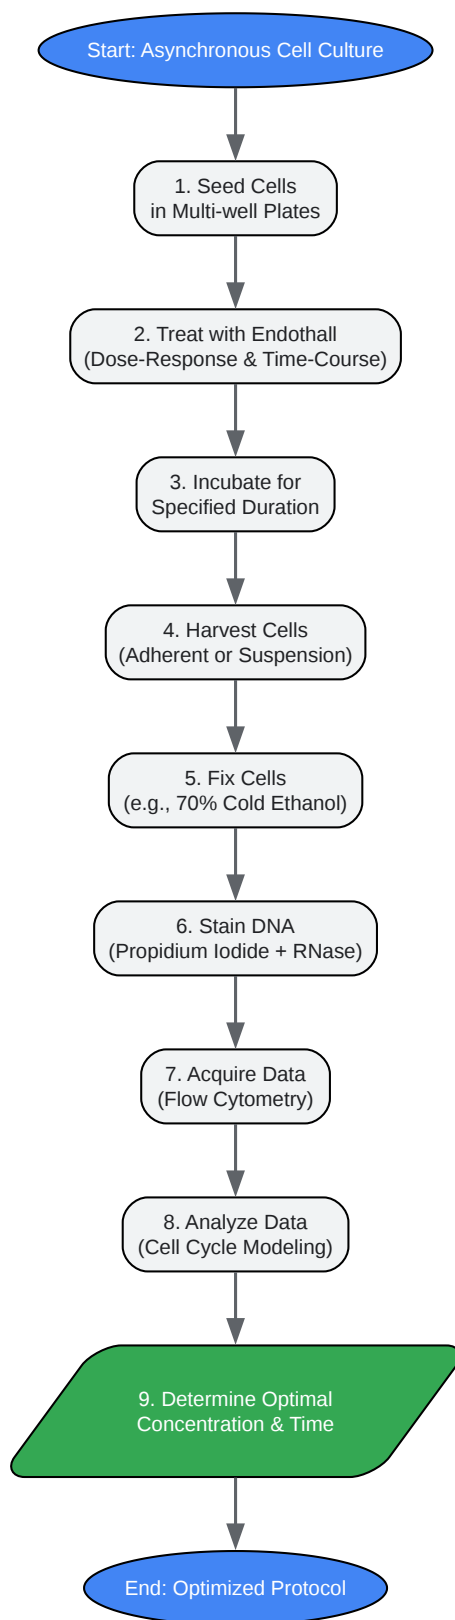 Start: Asynchronous Cell Culture
1. Seed Cells
in Multi-well Plates
2. Treat with Endothall
(Dose-Response & Time-Course)
3. Incubate for
Specified Duration
4. Harvest Cells
(Adherent or Suspension)
5. Fix Cells
(e.g., 70% Cold Ethanol)
6. Stain DNA
(Propidium Iodide + RNase)
7. Acquire Data
(Flow Cytometry)
8. Analyze Data
(Cell Cycle Modeling)
9. Determine Optimal
Concentration & Time
End: Optimized Protocol